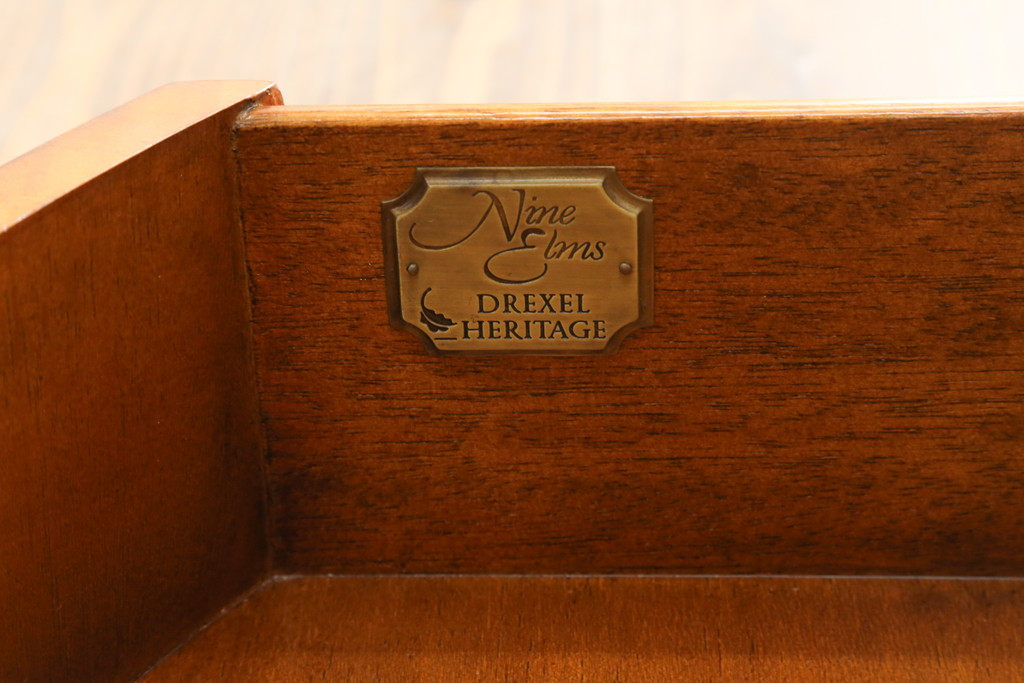 Nine
Elms
DREXEL
HERITAGE